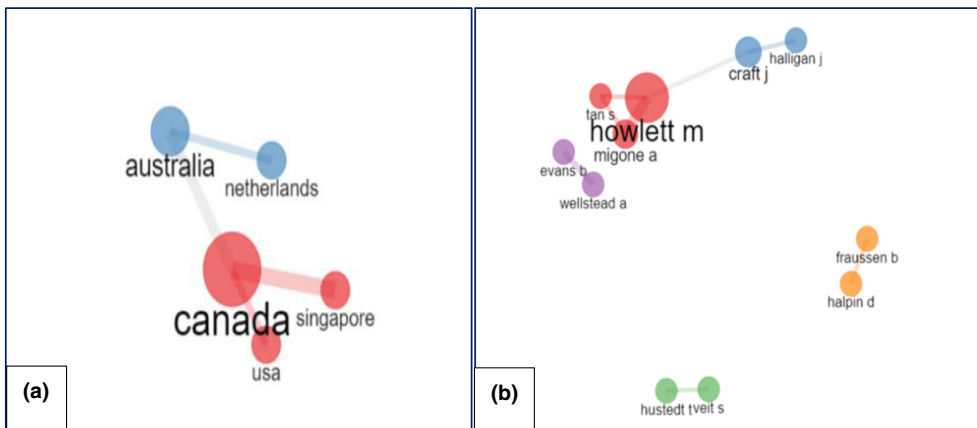 australia
netherlands
canada
singapore
usa
(a)
halligan j
craft j
tan s
howlett m
migone a
evans b
wellstead a
fraussen b
halpin d
hustedt t
veit s
(b)